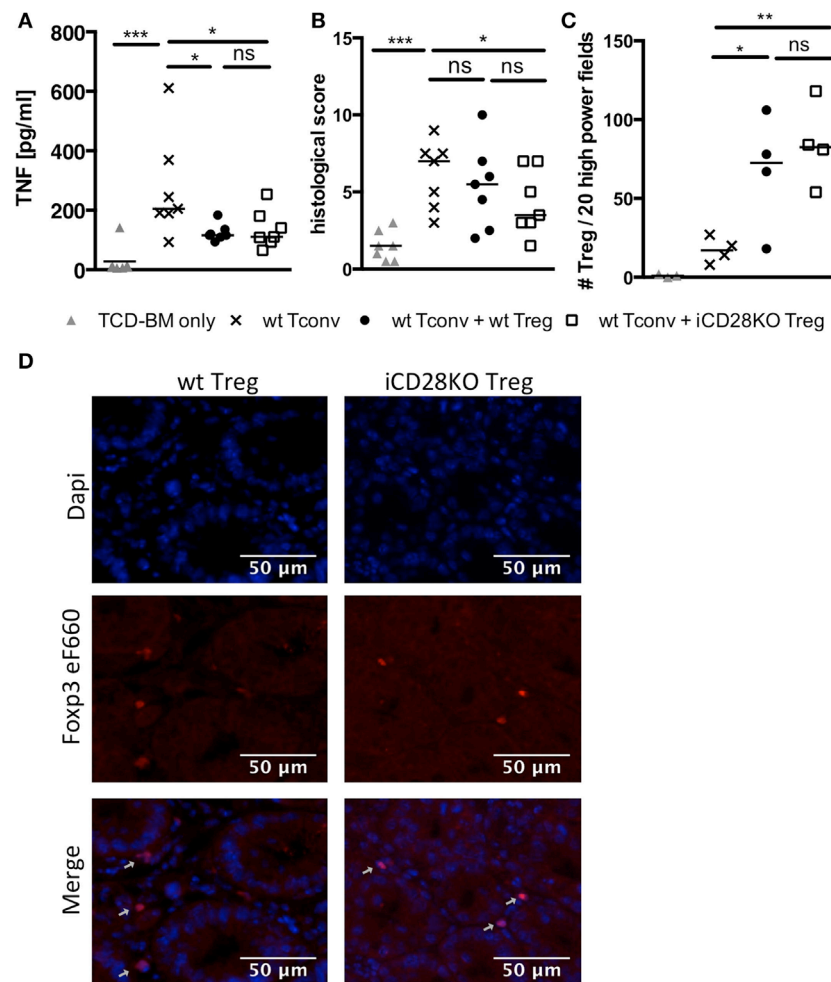 A
TNF [pg/ml]
800
600
400
200
0
***
*
*
ns
B
histological score
15
10
5
0
***
*
ns
ns
C
# Treg / 20 high power fields
150
100
50
0
**
*
ns
TCD-BM only wt Tconv wt Tconv + wt Treg wt Tconv + iCD28KO Treg
D
wt Treg iCD28KO Treg
Dapi
50 µm 50 µm
Foxp3 eF660
50 µm 50 µm
Merge
50 µm 50 µm